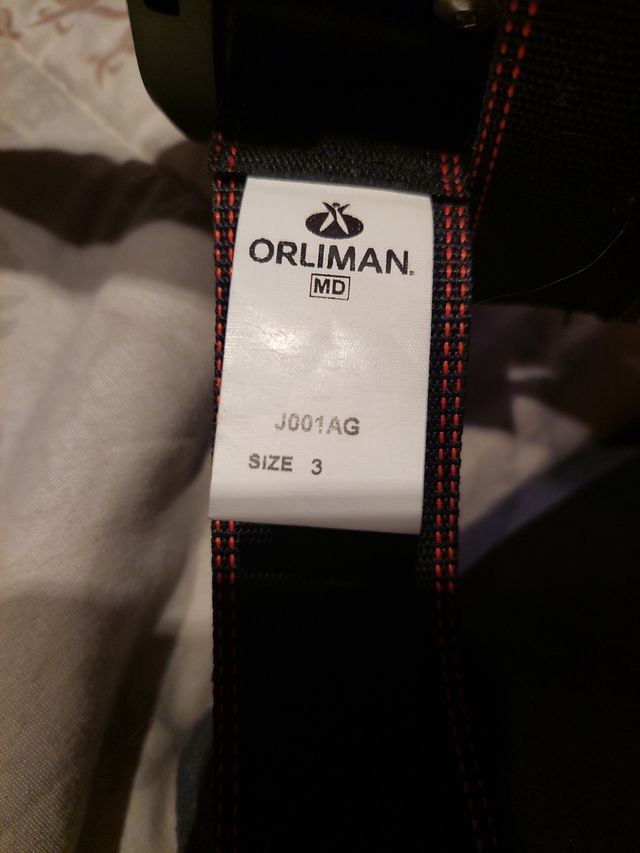 ORLIMAN®
MD
J001AG
SIZE 3